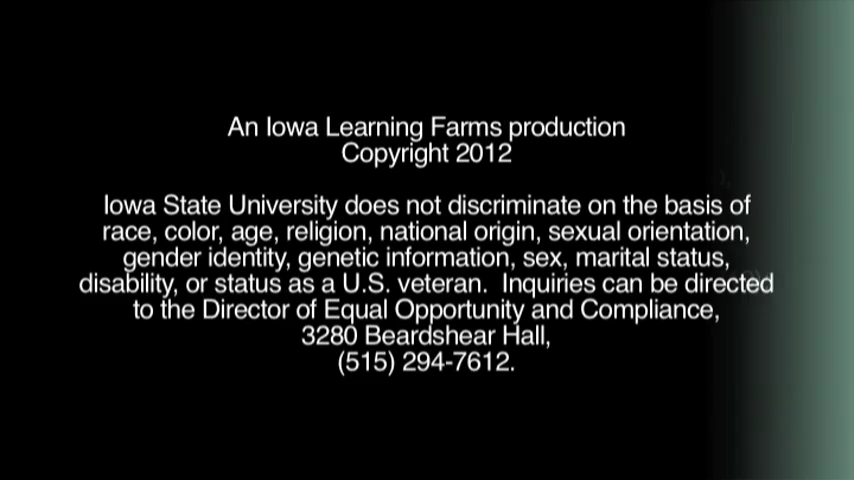 An Iowa Learning Farms production
Copyright 2012
Iowa State University does not discriminate on the basis of
race, color, age, religion, national origin, sexual orientation,
gender identity, genetic information, sex, marital status,
disability, or status as a U.S. veteran.  Inquiries can be directed
to the Director of Equal Opportunity and Compliance,
3280 Beardshear Hall,
(515) 294-7612.